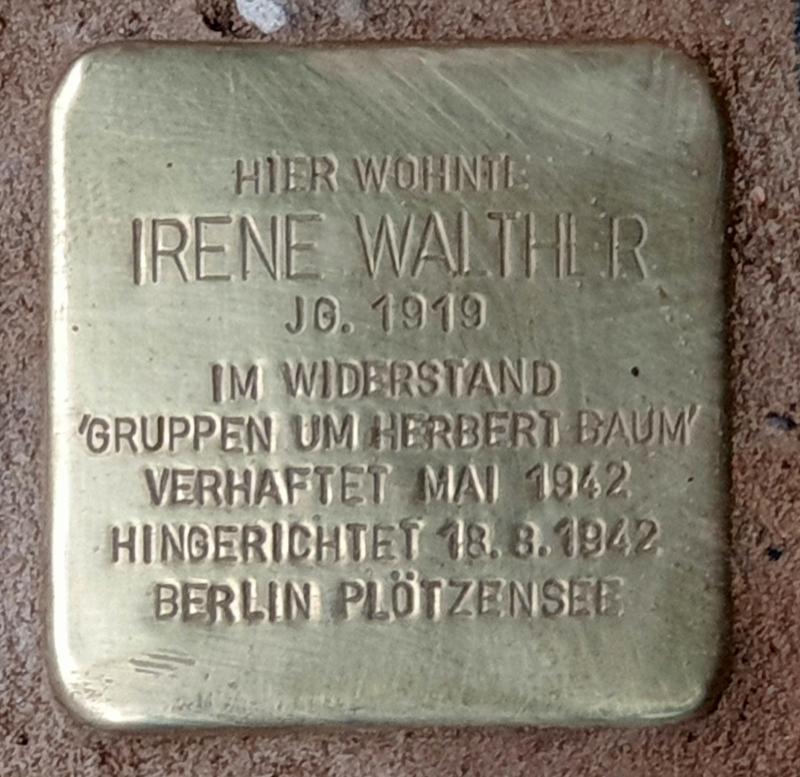 HIER WOHNTE
IRENE WALTHER
JG. 1919
IM WIDERSTAND
'GRUPPEN UM HERBERT BAUM'
VERHAFTET MAI 1942
HINGERICHTET 18.8.1942
BERLIN PLÖTZENSEE